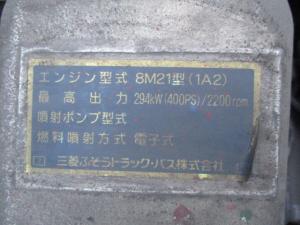 エンジン型式 8M21型(1A2)
最高出力 294kW(400PS)/2200rpm
噴射ポンプ型式
燃料噴射方式 電子式
三菱ふそうトラック・バス株式会社